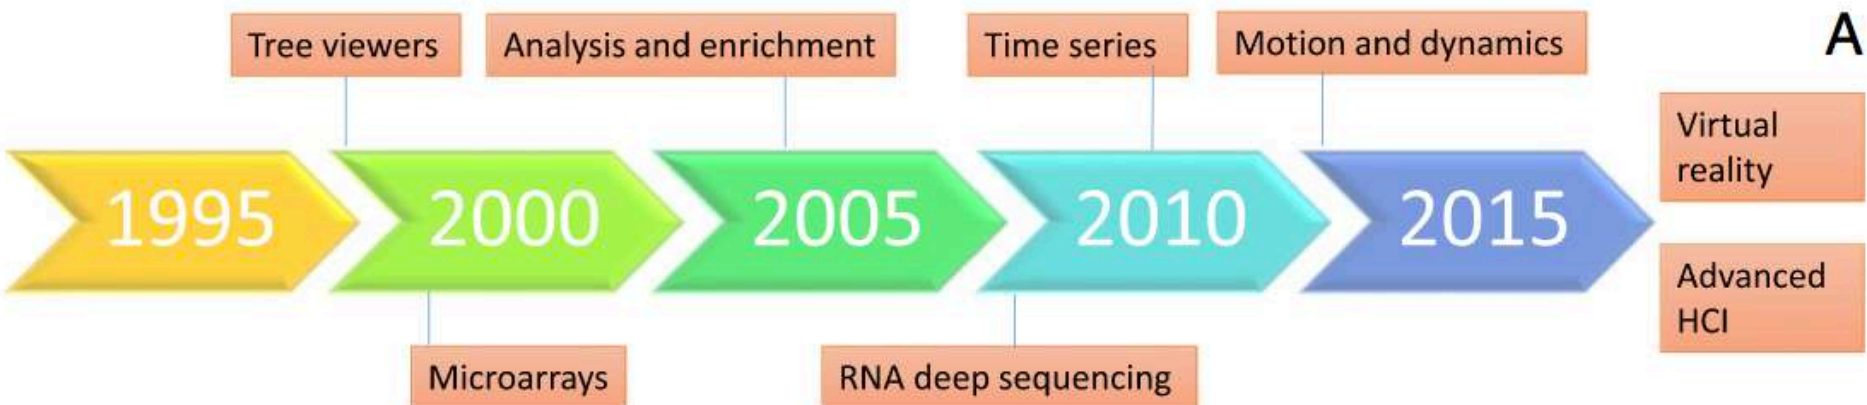 Tree viewers
Analysis and enrichment
Time series
Motion and dynamics
A
Virtual
reality
1995
2000
2005
2010
2015
Advanced
HCI
Microarrays
RNA deep sequencing